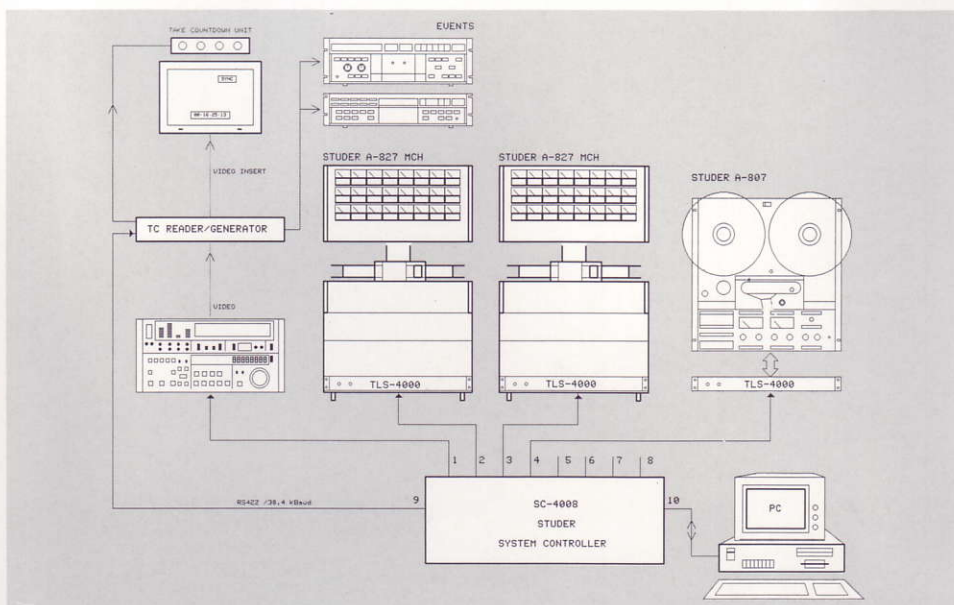 TAKE COUNTDOWN UNIT
EVENTS
SYNC
STUDER A-827 MCH
STUDER A-827 MCH
STUDER A-807
VIDEO INSERT
TC READER/GENERATOR
VIDEO
TLS-4000
TLS-4000
TLS-4000
1 2 3 4 5 6 7 8
RS422 /38,4 kBaud
9
10
SC-4008
STUDER
SYSTEM CONTROLLER
PC